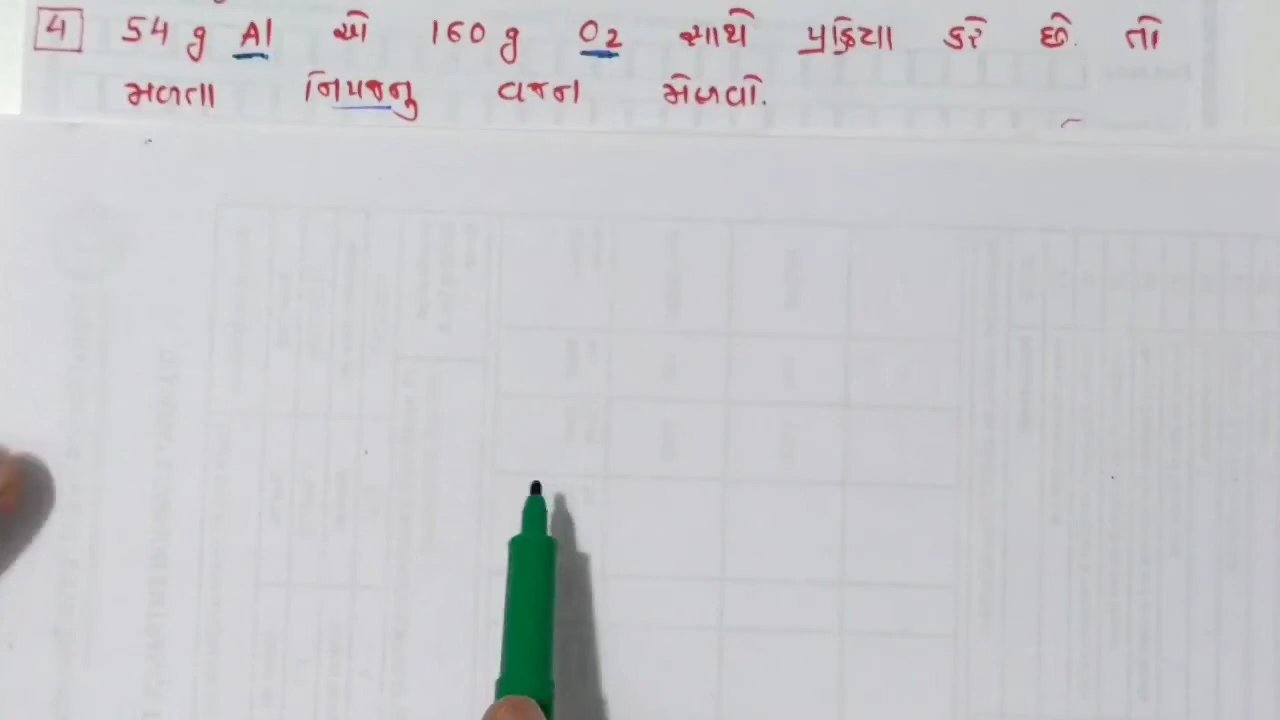 4 54 g Al એ 160 g O2 સાથે પ્રક્રિયા કરે છે. તો
મળતા નિપજનુ વજન મેળવો.